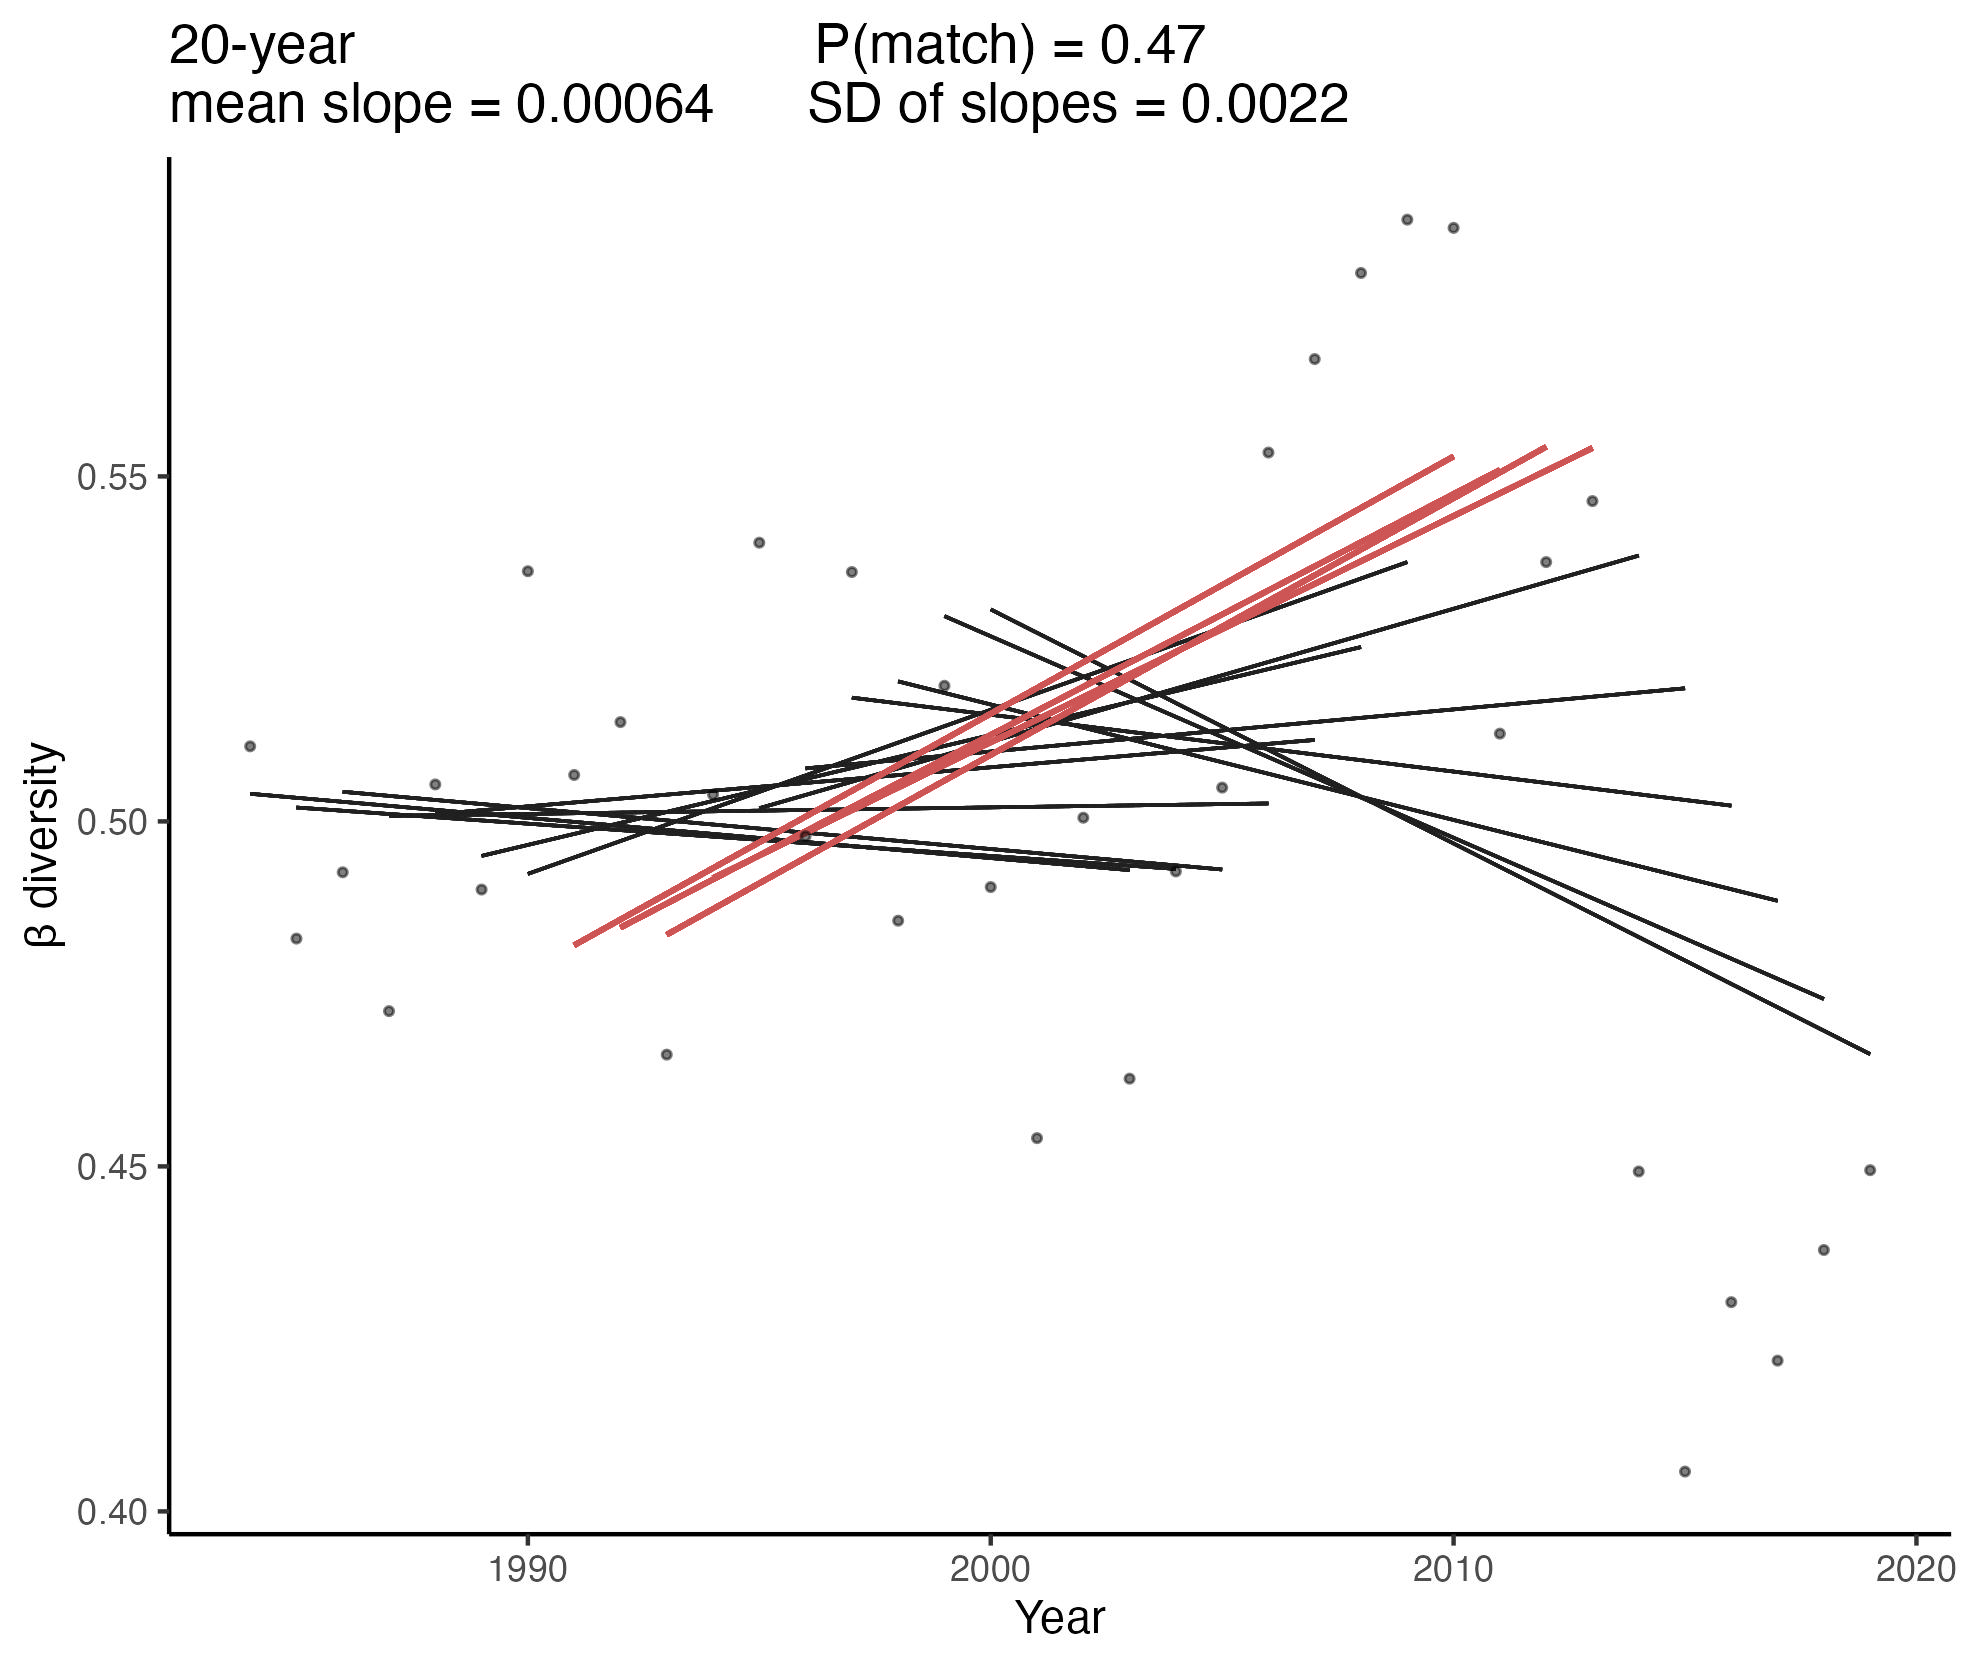 20-year P(match) = 0.47
mean slope = 0.00064 SD of slopes = 0.0022
β diversity
0.55
0.50
0.45
0.40
1990 2000 2010 2020
Year